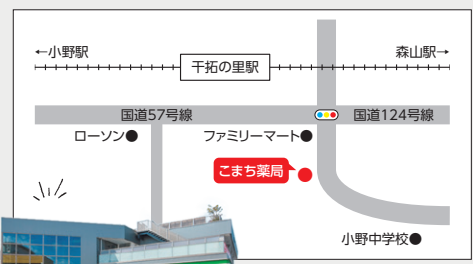 ←小野駅
森山駅→
干拓の里駅
国道57号線
国道124号線
ローソン●
ファミリーマート●
こまち薬局
小野中学校●